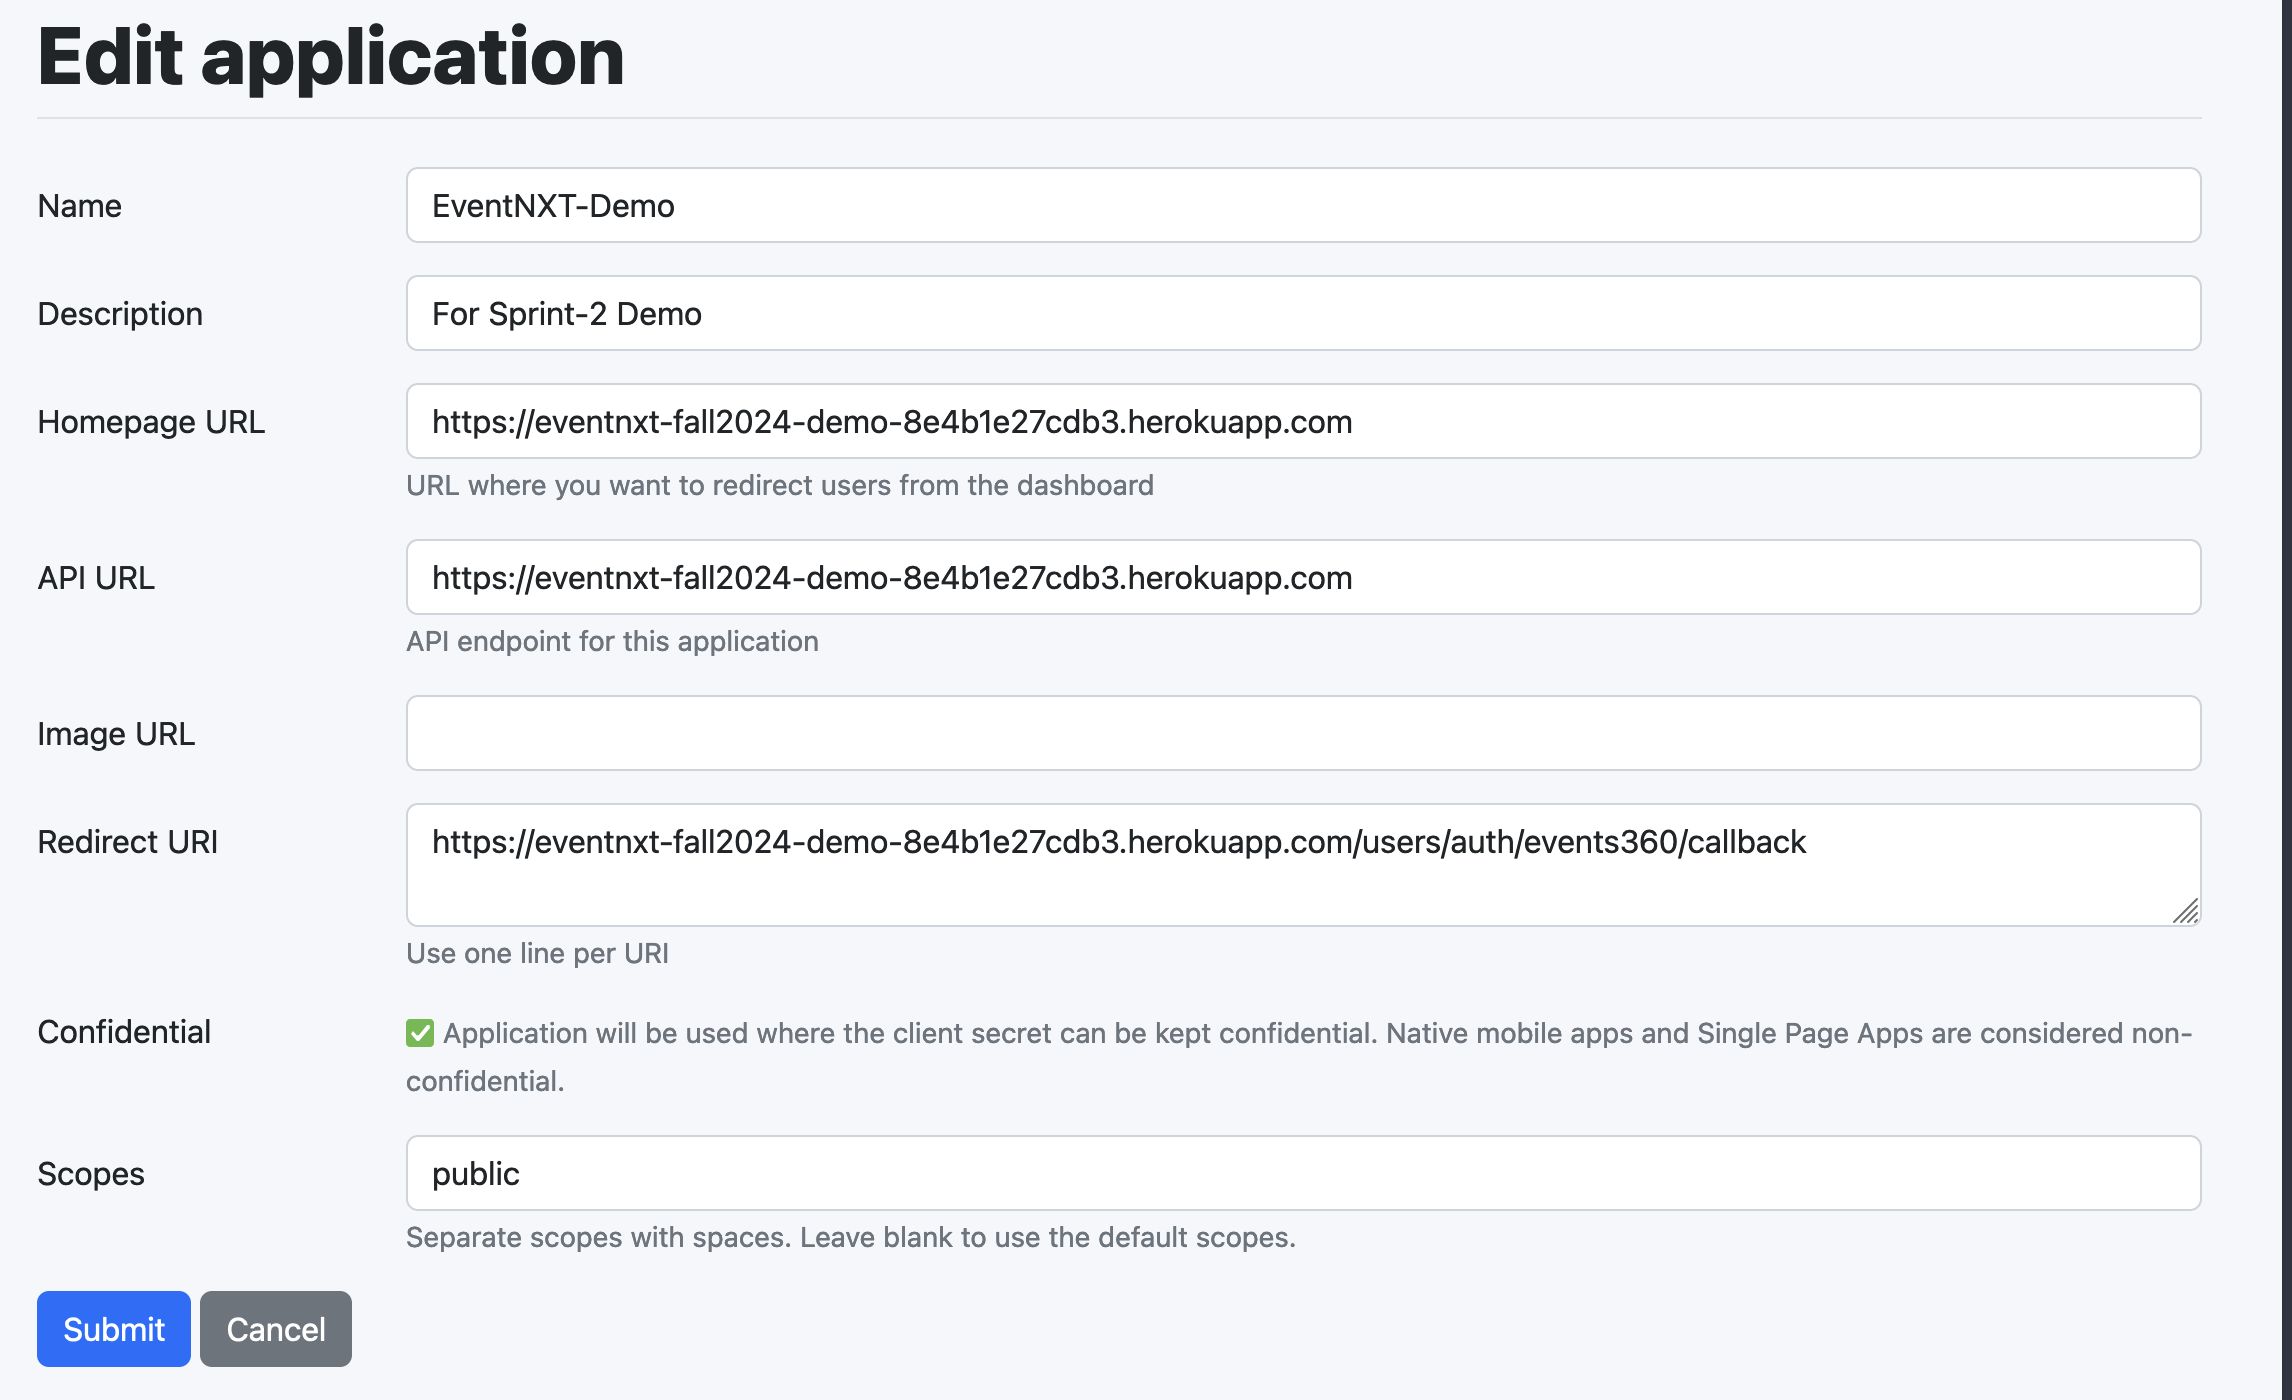 Edit application
Name
EventNXT-Demo
Description
For Sprint-2 Demo
Homepage URL
https://eventnxt-fall2024-demo-8e4b1e27cdb3.herokuapp.com
URL where you want to redirect users from the dashboard
API URL
https://eventnxt-fall2024-demo-8e4b1e27cdb3.herokuapp.com
API endpoint for this application
Image URL
Redirect URI
https://eventnxt-fall2024-demo-8e4b1e27cdb3.herokuapp.com/users/auth/events360/callback
Use one line per URI
Confidential
✅ Application will be used where the client secret can be kept confidential. Native mobile apps and Single Page Apps are considered non-
confidential.
Scopes
public
Separate scopes with spaces. Leave blank to use the default scopes.
Submit Cancel